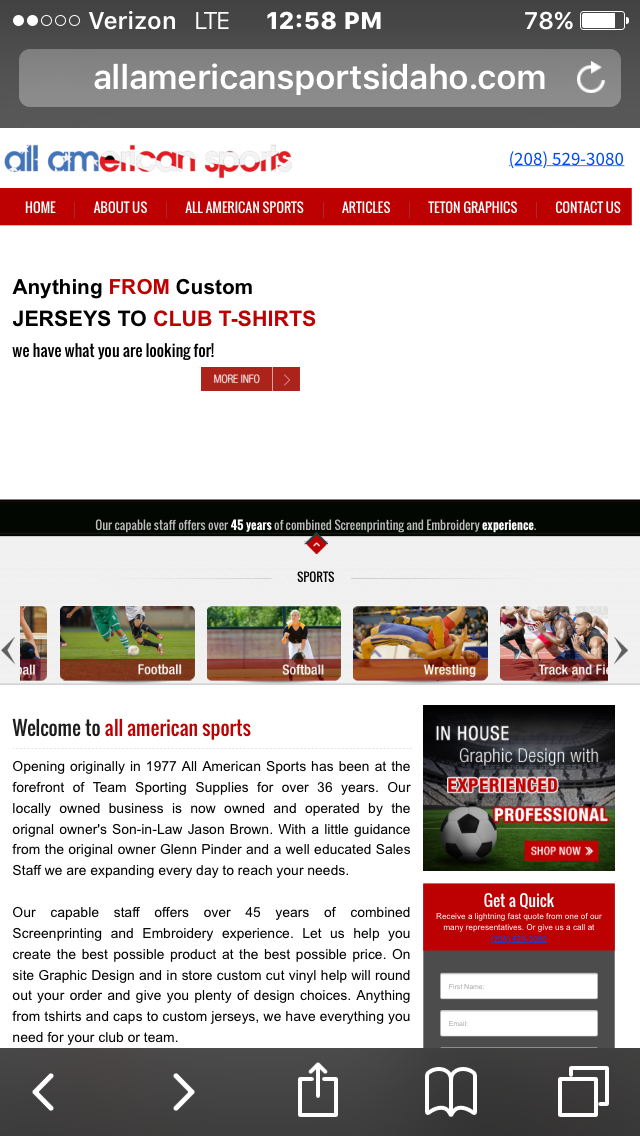 Verizon LTE 12:58 PM 78%
allamericansportsidaho.com
all american sports
(208) 529-3080
HOME ABOUT US ALL AMERICAN SPORTS ARTICLES TETON GRAPHICS CONTACT US
Anything FROM Custom
JERSEYS TO CLUB T-SHIRTS
we have what you are looking for!
MORE INFO
Our capable staff offers over 45 years of combined Screenprinting and Embroidery experience.
SPORTS
all Football Softball Wrestling Track and Fie
Welcome to all american sports
Opening originally in 1977 All American Sports has been at the
forefront of Team Sporting Supplies for over 36 years. Our
locally owned business is now owned and operated by the
orignal owner's Son-in-Law Jason Brown. With a little guidance
from the original owner Glenn Pinder and a well educated Sales
Staff we are expanding every day to reach your needs.
Our capable staff offers over 45 years of combined
Screenprinting and Embroidery experience. Let us help you
create the best possible product at the best possible price. On
site Graphic Design and in store custom cut vinyl help will round
out your order and give you plenty of design choices. Anything
from tshirts and caps to custom jerseys, we have everything you
need for your club or team.
IN HOUSE
Graphic Design with
EXPERIENCED
PROFESSIONAL
SHOP NOW
Get a Quick
Receive a lightning fast quote from one of our
many representatives. Or give us a call at
First Name:
Email: